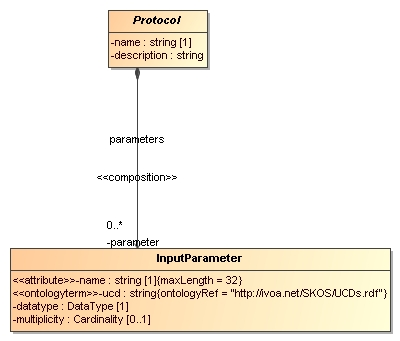 Protocol
-name : string [1]
-description : string
parameters
<<composition>>
0..*
-parameter
InputParameter
<<attribute>>-name : string [1]{maxLength = 32}
<<ontologyterm>>-ucd : string{ontologyRef = "http://ivoa.net/SKOS/UCDs.rdf"}
-datatype : DataType [1]
-multiplicity : Cardinality [0..1]